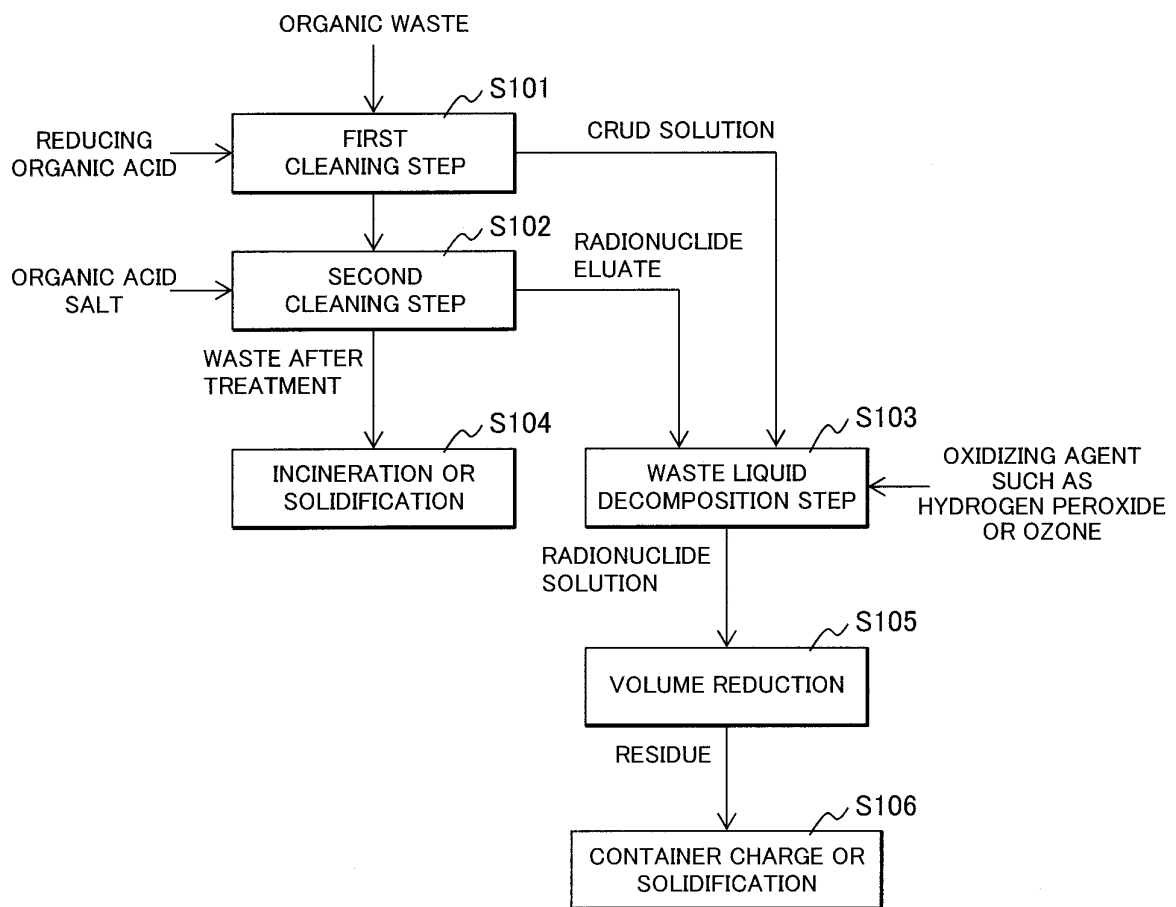 ORGANIC WASTE
S101
REDUCING
ORGANIC ACID
FIRST
CLEANING STEP
CRUD SOLUTION
S102
ORGANIC ACID
SALT
SECOND
CLEANING STEP
RADIONUCLIDE
ELUATE
WASTE AFTER
TREATMENT
S104
INCINERATION OR
SOLIDIFICATION
S103
WASTE LIQUID
DECOMPOSITION STEP
OXIDIZING AGENT
SUCH AS
HYDROGEN PEROXIDE
OR OZONE
RADIONUCLIDE
SOLUTION
S105
VOLUME REDUCTION
RESIDUE
S106
CONTAINER CHARGE OR
SOLIDIFICATION